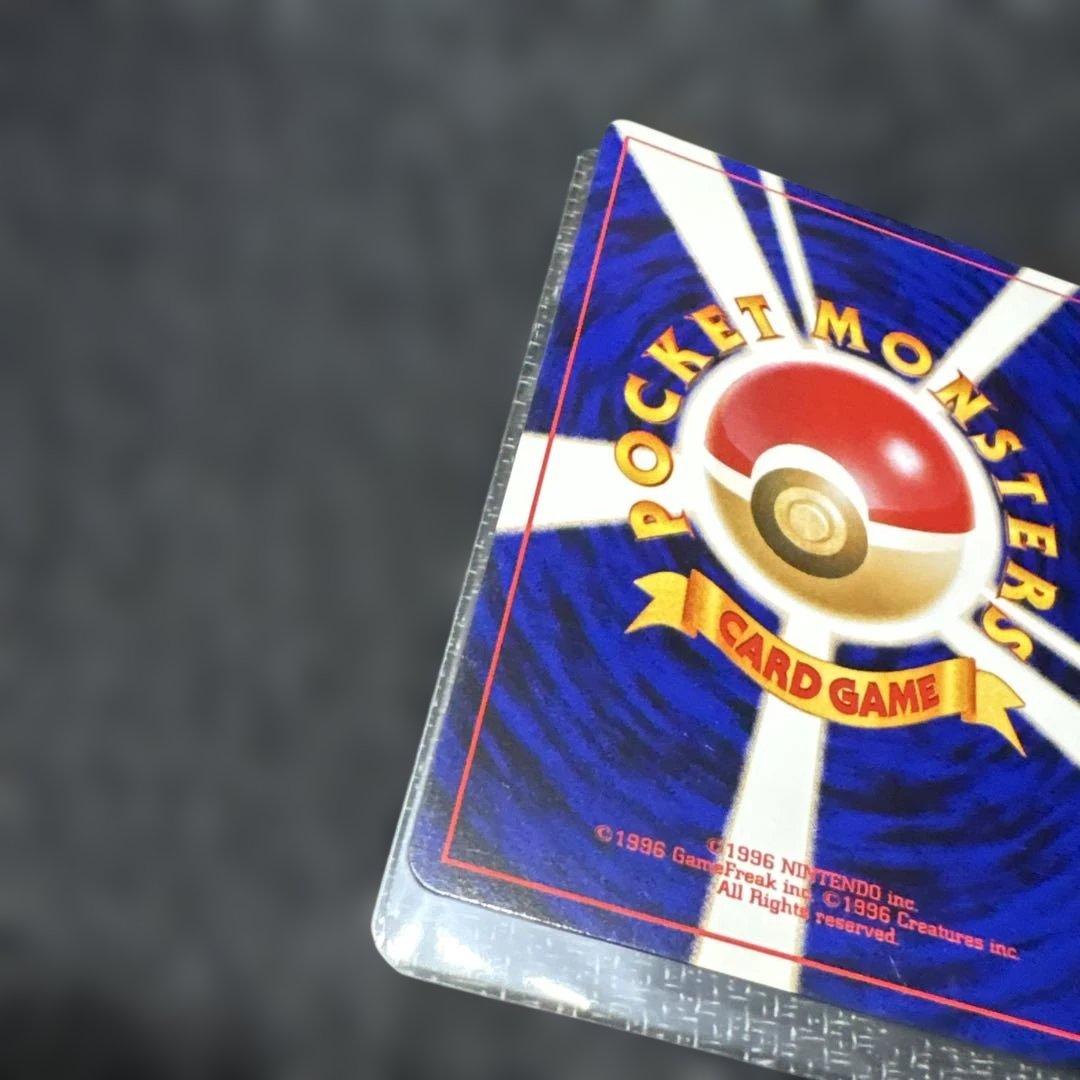 POCKET MONSTERS
CARD GAME
©1996 NINTENDO inc.
©1996 GameFreak inc. ©1996 Creatures inc.
All Rights reserved.